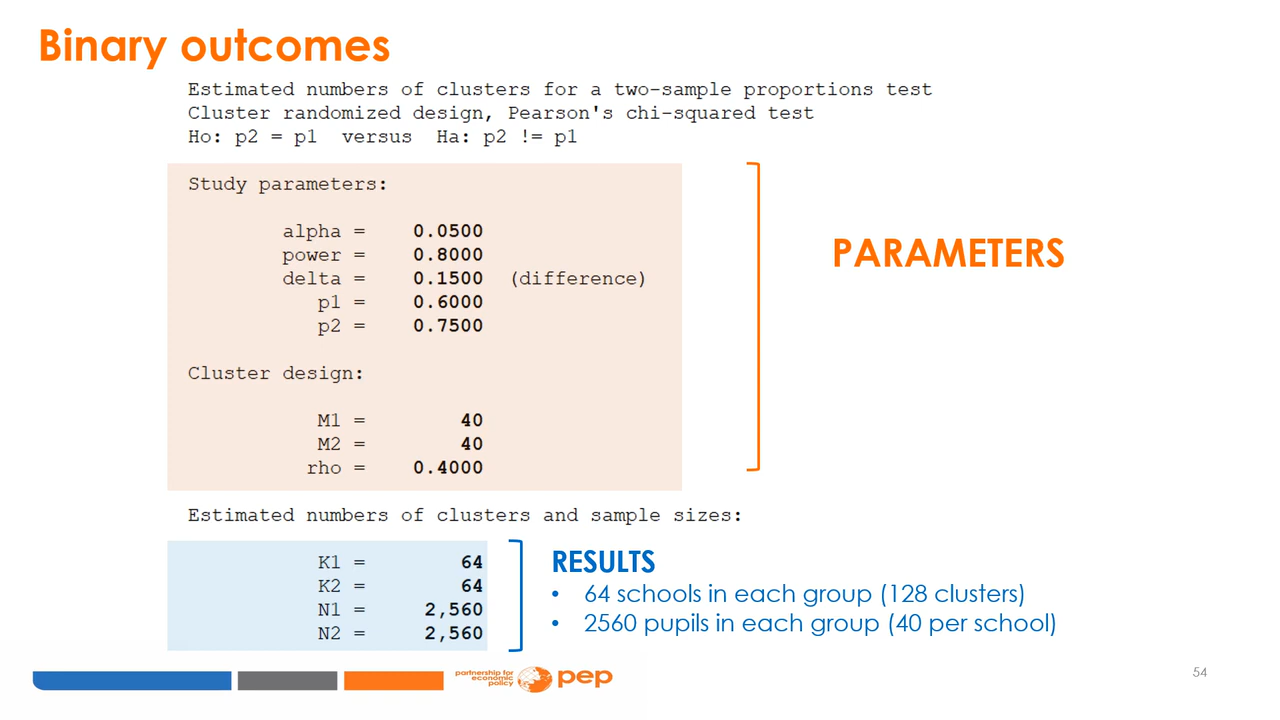 Binary outcomes
Estimated numbers of clusters for a two-sample proportions test
Cluster randomized design, Pearson's chi-squared test
Ho: p2 = p1 versus Ha: p2 != p1
Study parameters:
alpha = 0.0500
power = 0.8000
delta = 0.1500 (difference)
p1 = 0.6000
p2 = 0.7500
PARAMETERS
Cluster design:
M1 = 40
M2 = 40
rho = 0.4000
Estimated numbers of clusters and sample sizes:
K1 = 64
K2 = 64
N1 = 2,560
N2 = 2,560
RESULTS
• 64 schools in each group (128 clusters)
• 2560 pupils in each group (40 per school)
partnership for
economic
policy
pep
54